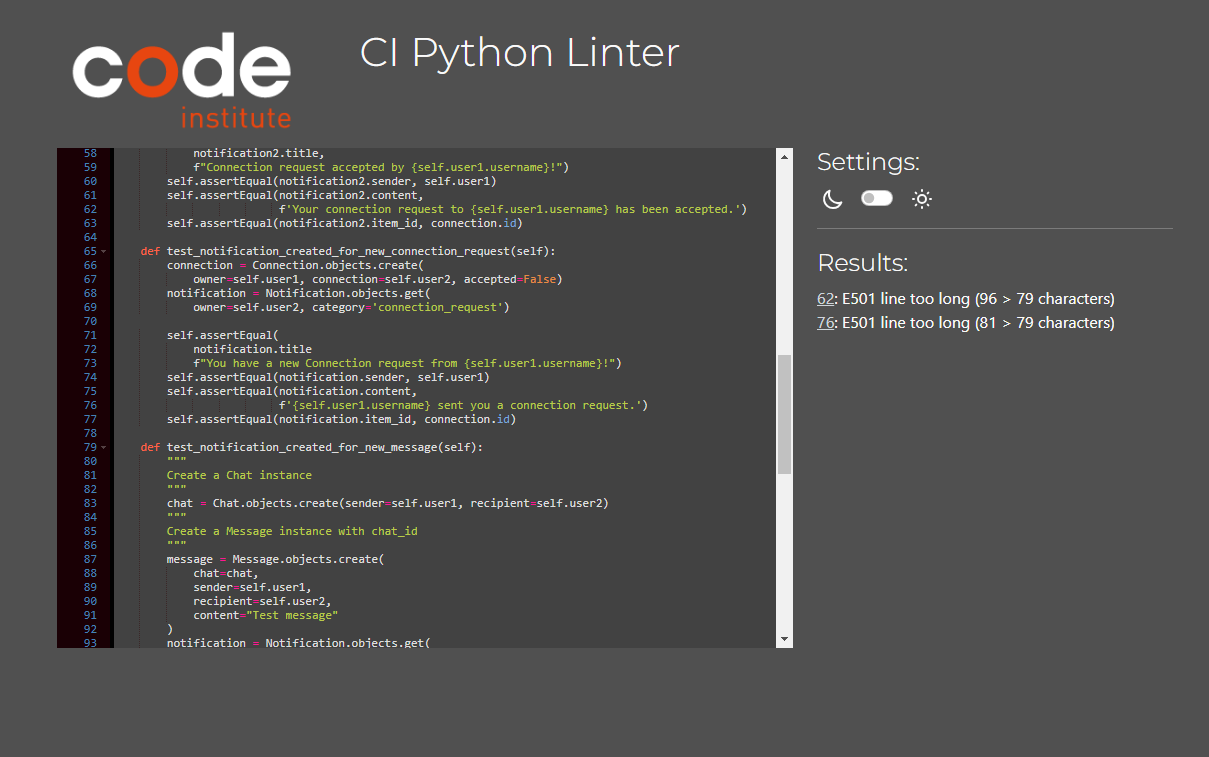 code
institute
CI Python Linter
58 notification2.title,
59 f"Connection request accepted by {self.user1.username}!")
60 self.assertEqual(notification2.sender, self.user1)
61 self.assertEqual(notification2.content,
62 f'Your connection request to {self.user1.username} has been accepted.')
63 self.assertEqual(notification2.item_id, connection.id)
64
65 def test_notification_created_for_new_connection_request(self):
66 connection = Connection.objects.create(
67 owner=self.user1, connection=self.user2, accepted=False)
68 notification = Notification.objects.get(
69 owner=self.user2, category='connection_request')
70
71 self.assertEqual(
72 notification.title
73 f"You have a new Connection request from {self.user1.username}!")
74 self.assertEqual(notification.sender, self.user1)
75 self.assertEqual(notification.content,
76 f'{self.user1.username} sent you a connection request.')
77 self.assertEqual(notification.item_id, connection.id)
78
79 def test_notification_created_for_new_message(self):
80 """
81 Create a Chat instance
82 """
83 chat = Chat.objects.create(sender=self.user1, recipient=self.user2)
84 """
85 Create a Message instance with chat_id
86 """
87 message = Message.objects.create(
88 chat=chat,
89 sender=self.user1,
90 recipient=self.user2,
91 content="Test message"
92 )
93 notification = Notification.objects.get(
Settings:
Results:
62: E501 line too long (96 > 79 characters)
76: E501 line too long (81 > 79 characters)